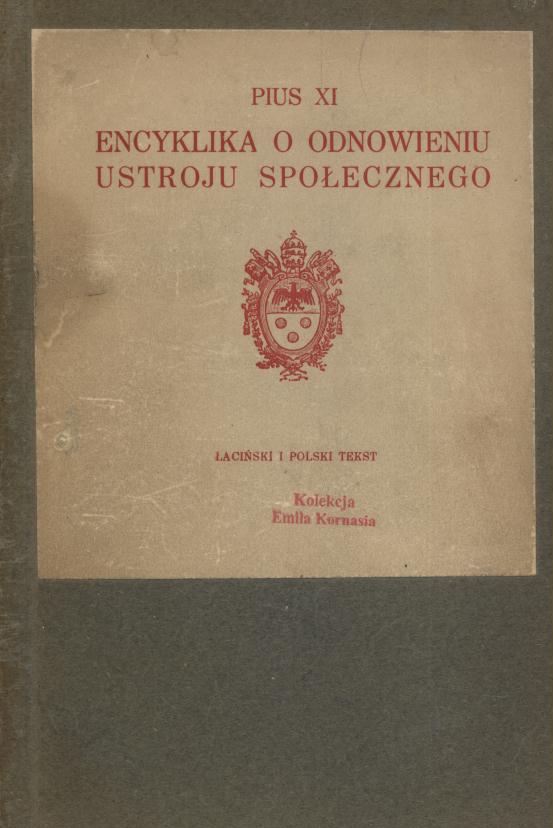 PIUS XI
ENCYKLIKA O ODNOWIENIU
USTROJU SPOŁECZNEGO
ŁACIŃSKI I POLSKI TEKST
Kolekcja
Emila Kornasia